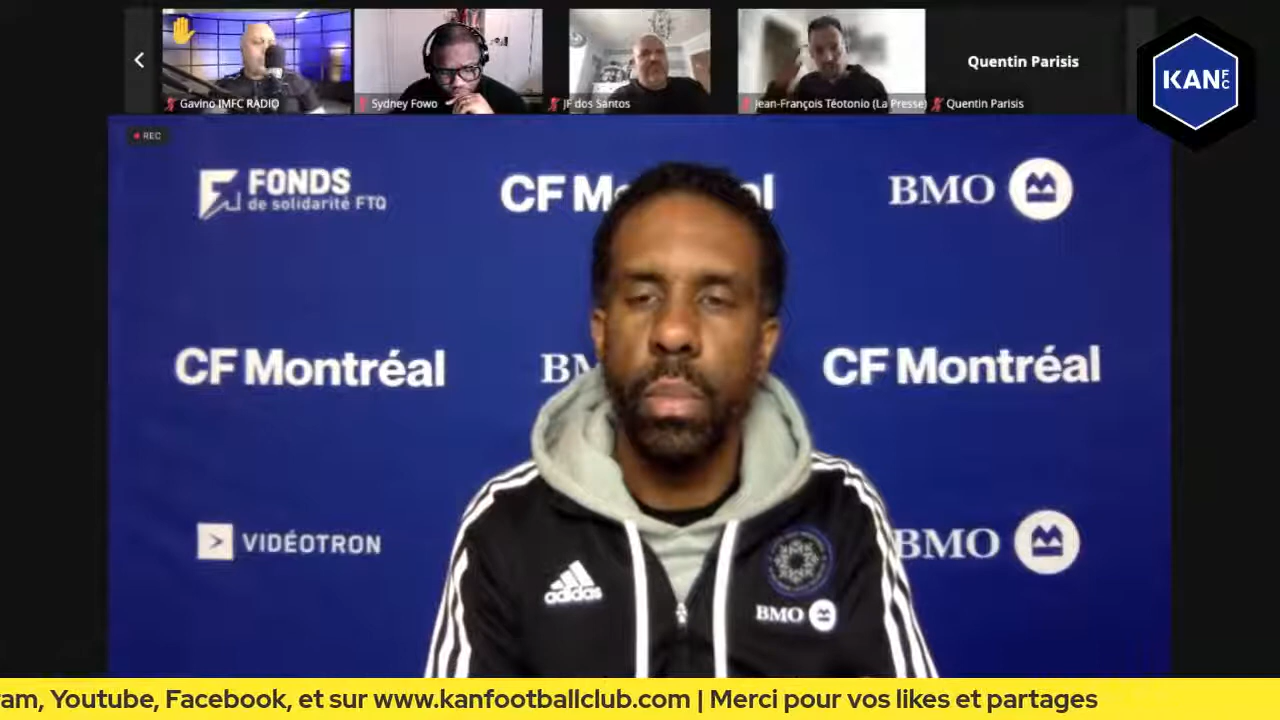 Quentin Parisis
Gavino IMFC RADIO
Sydney Fowo
JF dos Santos
Jean-François Téotonio (La Presse)
Quentin Parisis
KAN FC
REC
FONDS
de solidarité FTQ
CF M l
BMO
CF Montréal
BM
CF Montréal
VIDÉOTRON
BMO
adidas
BMO
ram, Youtube, Facebook, et sur www.kanfootballclub.com | Merci pour vos likes et partages